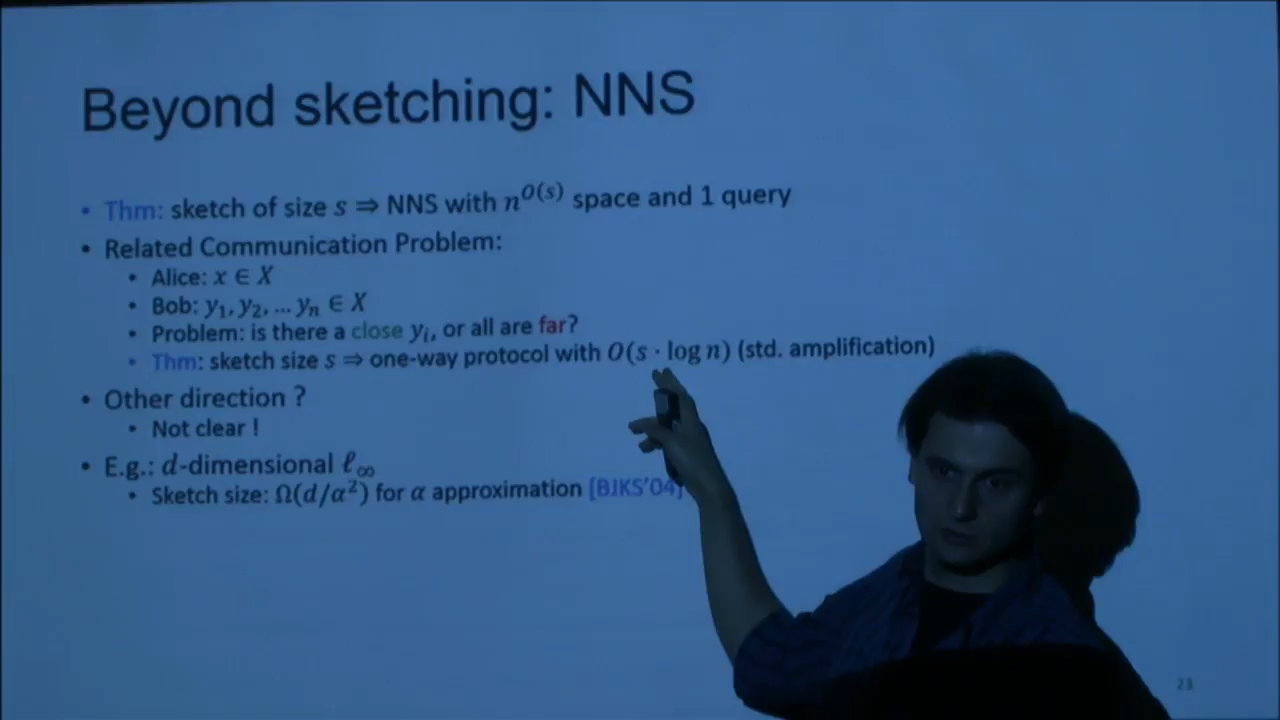 Beyond sketching: NNS
• Thm: sketch of size s ⇒ NNS with n^{O(s)} space and 1 query
• Related Communication Problem:
• Alice: x ∈ X
• Bob: y₁, y₂, … yₙ ∈ X
• Problem: is there a close yᵢ, or all are far?
• Thm: sketch size s ⇒ one-way protocol with O(s · log n) (std. amplification)
• Other direction ?
• Not clear !
• E.g.: d-dimensional ℓ∞
• Sketch size: Ω(d/α²) for α approximation [BJKS'04]
23